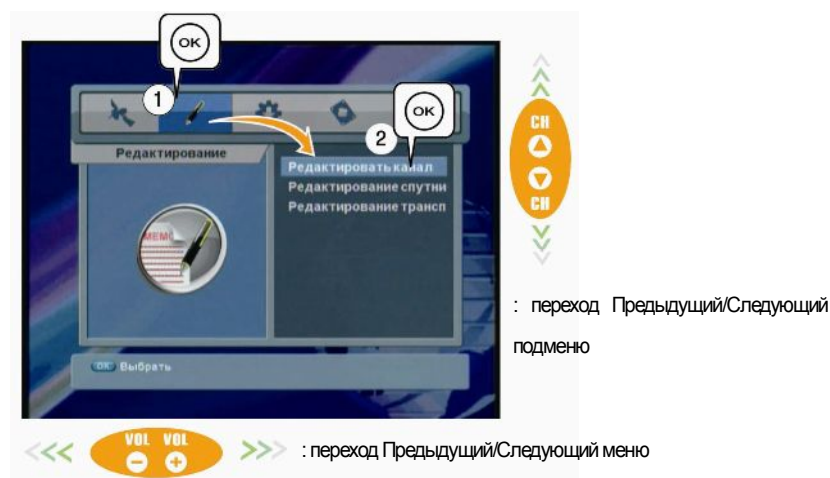 OK
1
OK
2
CH
CH
Редактирование
Редактировать канал
Редактирование спутни
Редактирование трансп
MEMO
: переход Предыдущий/Следующий
подменю
OK Выбрать
VOL VOL
: переход Предыдущий/Следующий меню